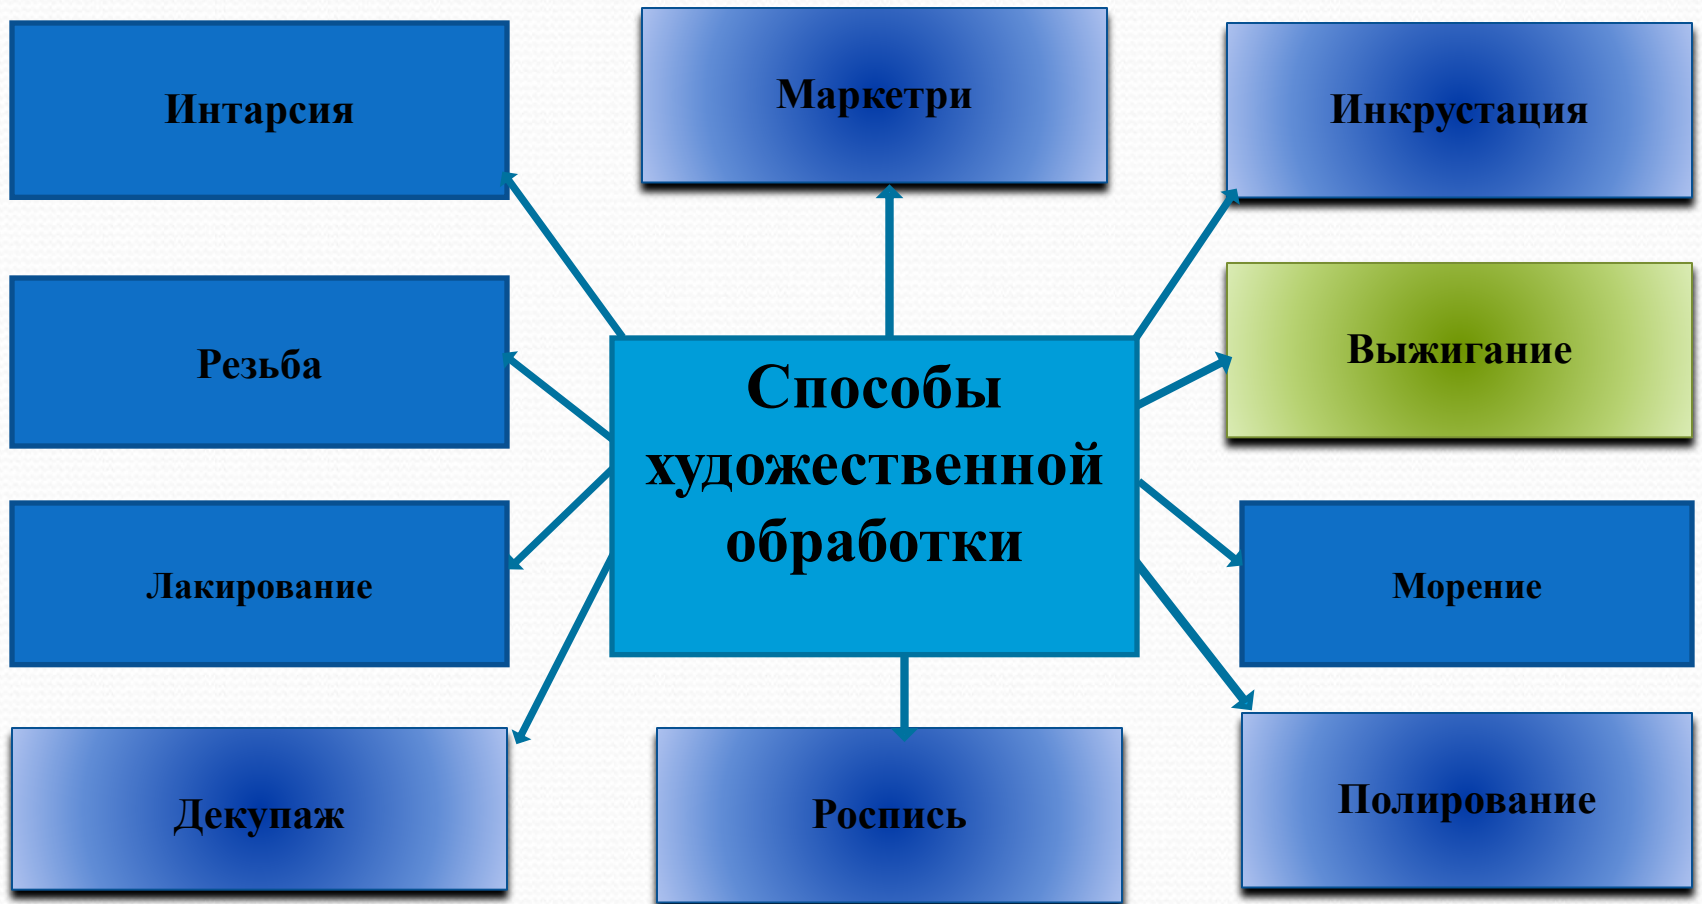 Интарсия
Маркетри
Инкрустация
Резьба
Способы
художественной
обработки
Выжигание
Лакирование
Морение
Декупаж
Роспись
Полирование